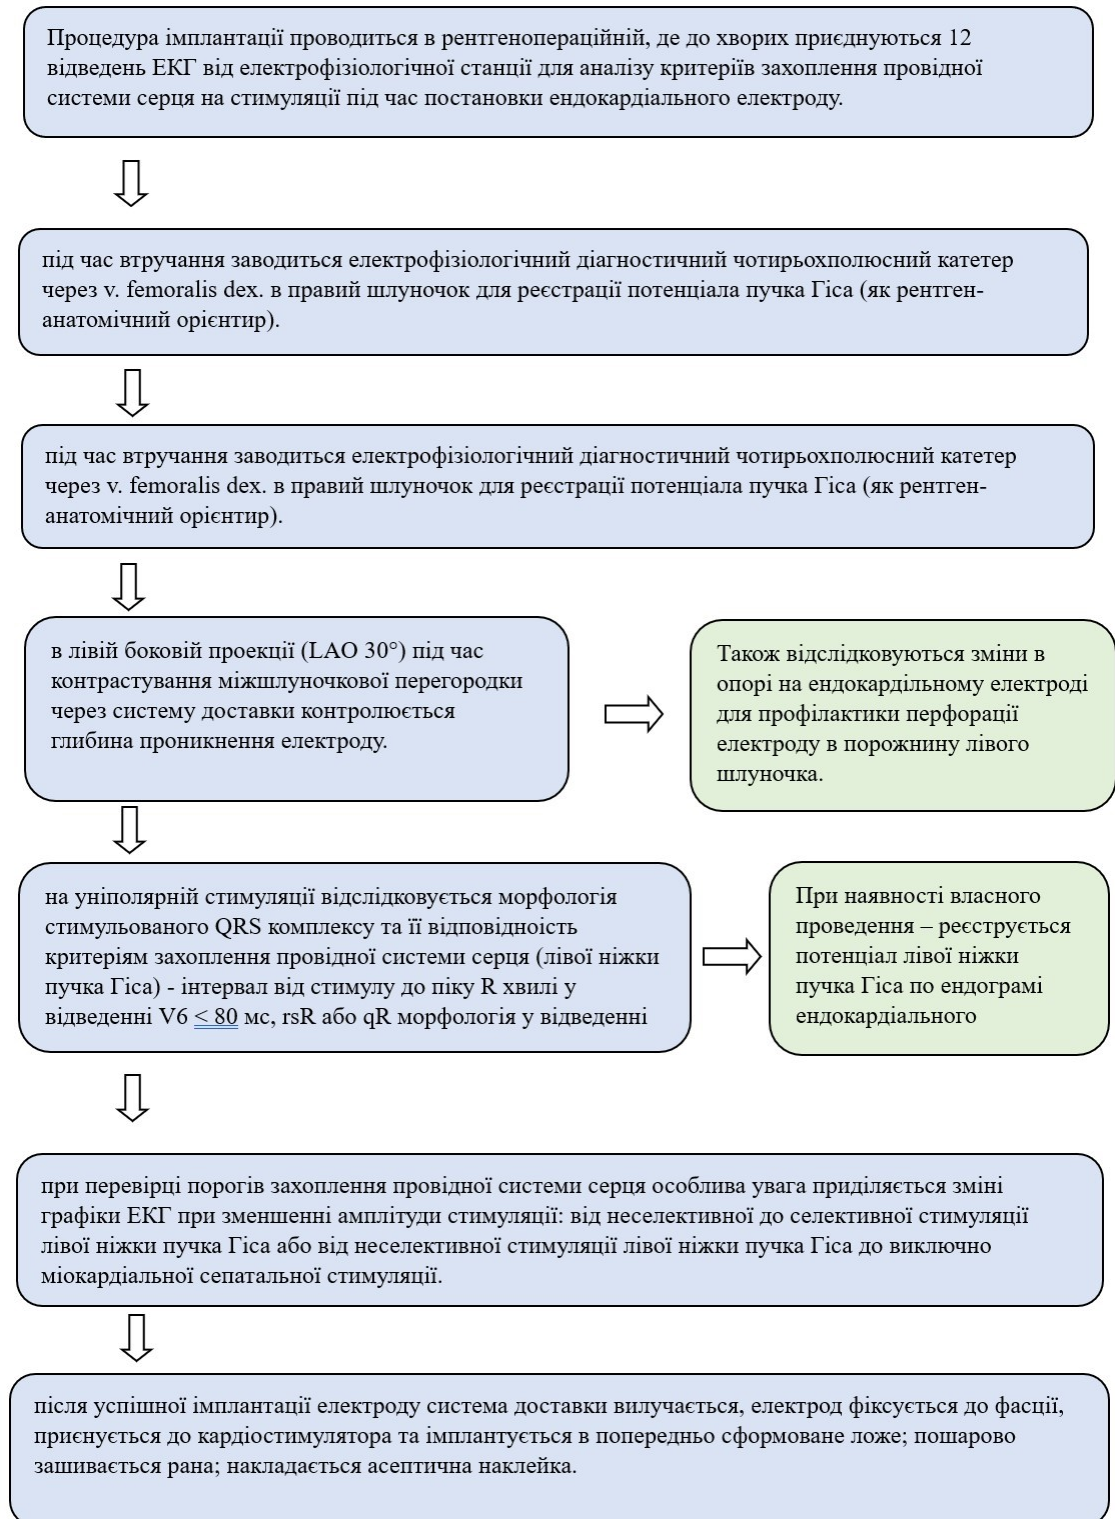 Процедура імплантації проводиться в рентгеноопераційній, де до хворих приєднуються 12
відведень ЕКГ від електрофізіологічної станції для аналізу критеріїв захоплення провідної
системи серця на стимуляції під час постановки ендокардіального електроду.
під час втручання заводиться електрофізіологічний діагностичний чотирьохполюсний катетер
через v. femoralis dex. в правий шлуночок для реєстрації потенціала пучка Гіса (як рентген-
анатомічний орієнтир).
під час втручання заводиться електрофізіологічний діагностичний чотирьохполюсний катетер
через v. femoralis dex. в правий шлуночок для реєстрації потенціала пучка Гіса (як рентген-
анатомічний орієнтир).
в лівій боковій проекції (LAO 30°) під час
контрастування міжшлуночкової перегородки
через систему доставки контролюється
глибина проникнення електроду.
Також відслідковуються зміни в
опорі на ендокардільному електроді
для профілактики перфорації
електроду в порожнину лівого
шлуночка.
на уніполярній стимуляції відслідковується морфологія
стимульованого QRS комплексу та її відповідність
критеріям захоплення провідної системи серця (лівої ніжки
пучка Гіса) - інтервал від стимулу до піку R хвилі у
відведенні V6 < 80 мс, rsR або qR морфологія у відведенні
При наявності власного
проведення – реєструється
потенціал лівої ніжки
пучка Гіса по ендограмі
ендокардіального
при перевірці порогів захоплення провідної системи серця особлива увага приділяється зміні
графіки ЕКГ при зменшенні амплітуди стимуляції: від неселективної до селективної стимуляції
лівої ніжки пучка Гіса або від неселективної стимуляції лівої ніжки пучка Гіса до виключно
міокардіальної сепатальної стимуляції.
після успішної імплантації електроду система доставки вилучається, електрод фіксується до фасції,
приєнується до кардіостимулятора та імплантується в попередньо сформоване ложе; пошарово
зашивається рана; накладається асептична наклейка.